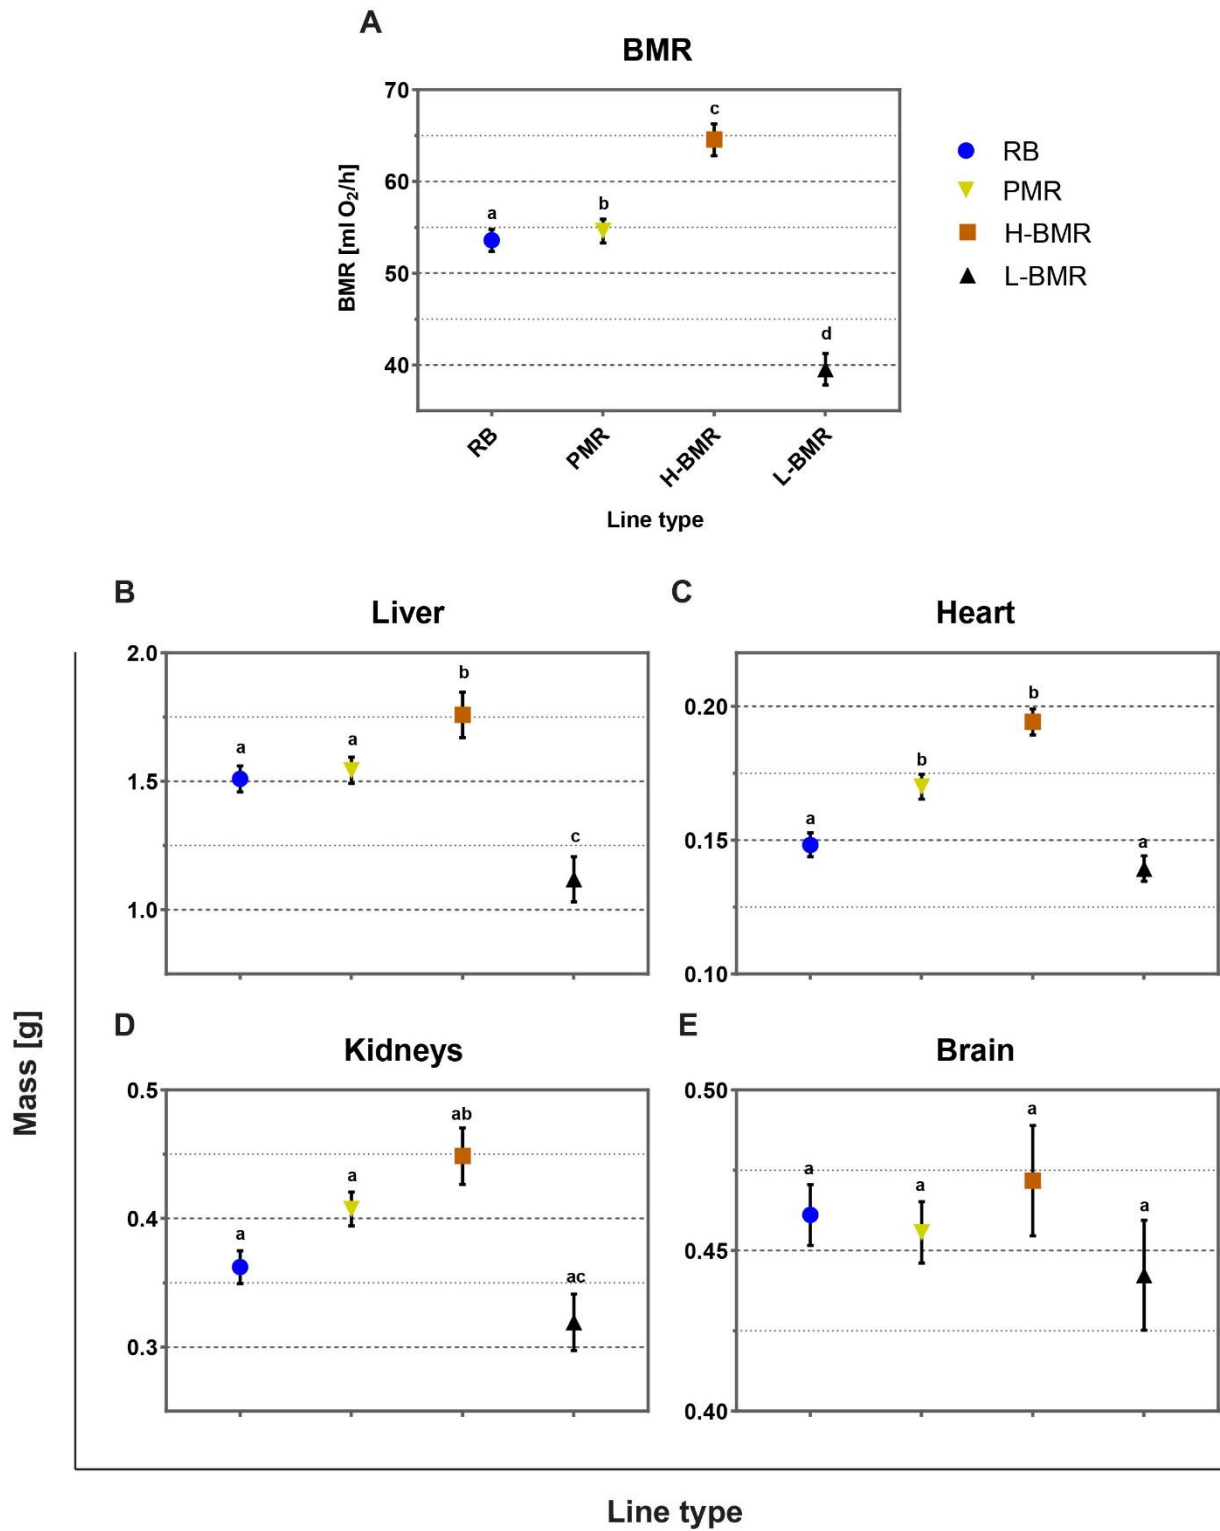 A
BMR
70
60
50
40
BMR [ml O₂/h]
a
b
c
d
RB
PMR
H-BMR
L-BMR
Line type
RB
PMR
H-BMR
L-BMR
B
Liver
2.0
1.5
1.0
a
a
b
c
C
Heart
0.20
0.15
0.10
a
b
b
a
D
Kidneys
0.5
0.4
0.3
a
a
ab
ac
E
Brain
0.50
0.45
0.40
a
a
a
a
Mass [g]
Line type